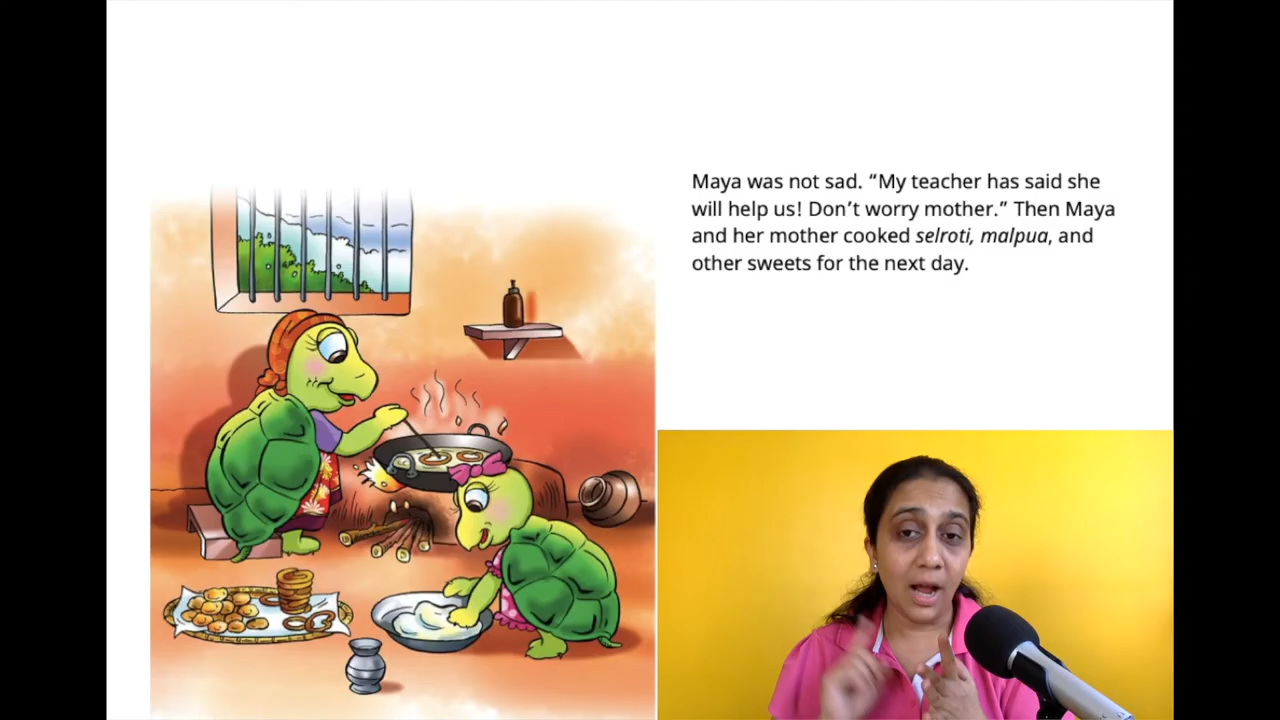 Maya was not sad. “My teacher has said she
will help us! Don’t worry mother.” Then Maya
and her mother cooked selroti, malpua, and
other sweets for the next day.